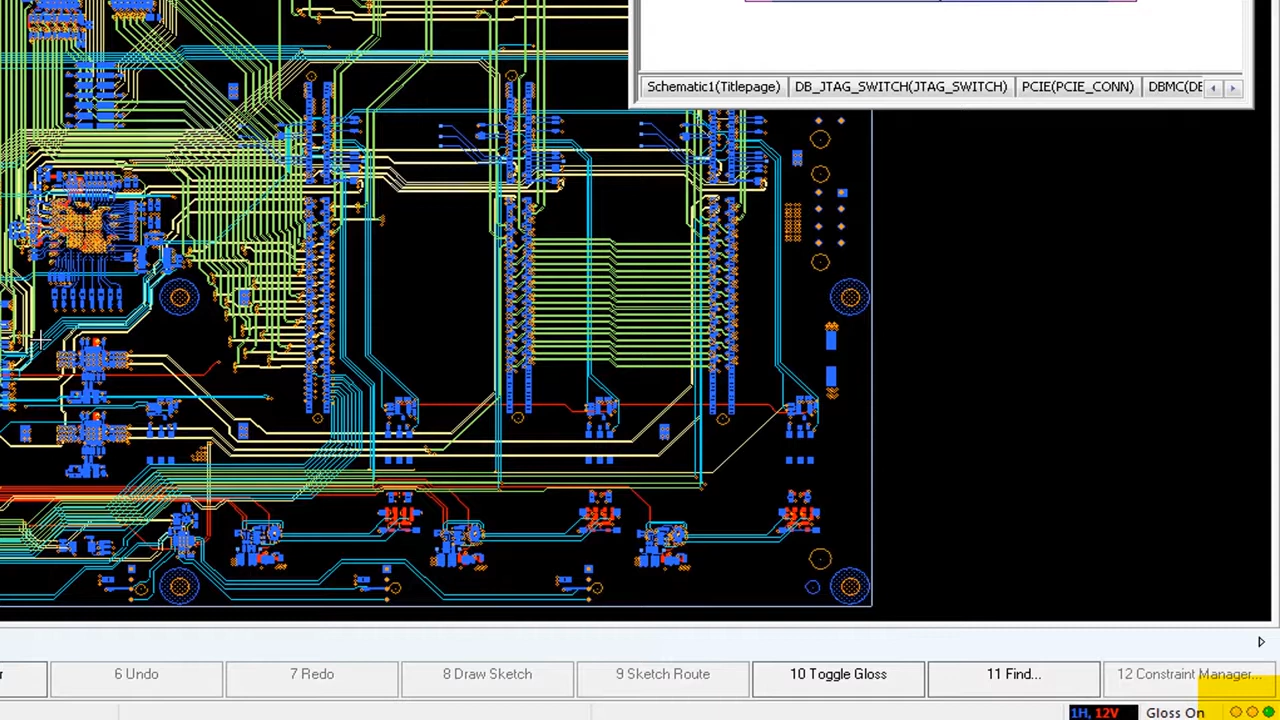 Schematic1(Titlepage) DB_JTAG_SWITCH(JTAG_SWITCH) PCIE(PCIE_CONN) DBMC(DE
6 Undo 7 Redo 8 Draw Sketch 9 Sketch Route 10 Toggle Gloss 11 Find... 12 Constraint Manager...
1H, 12V Gloss On